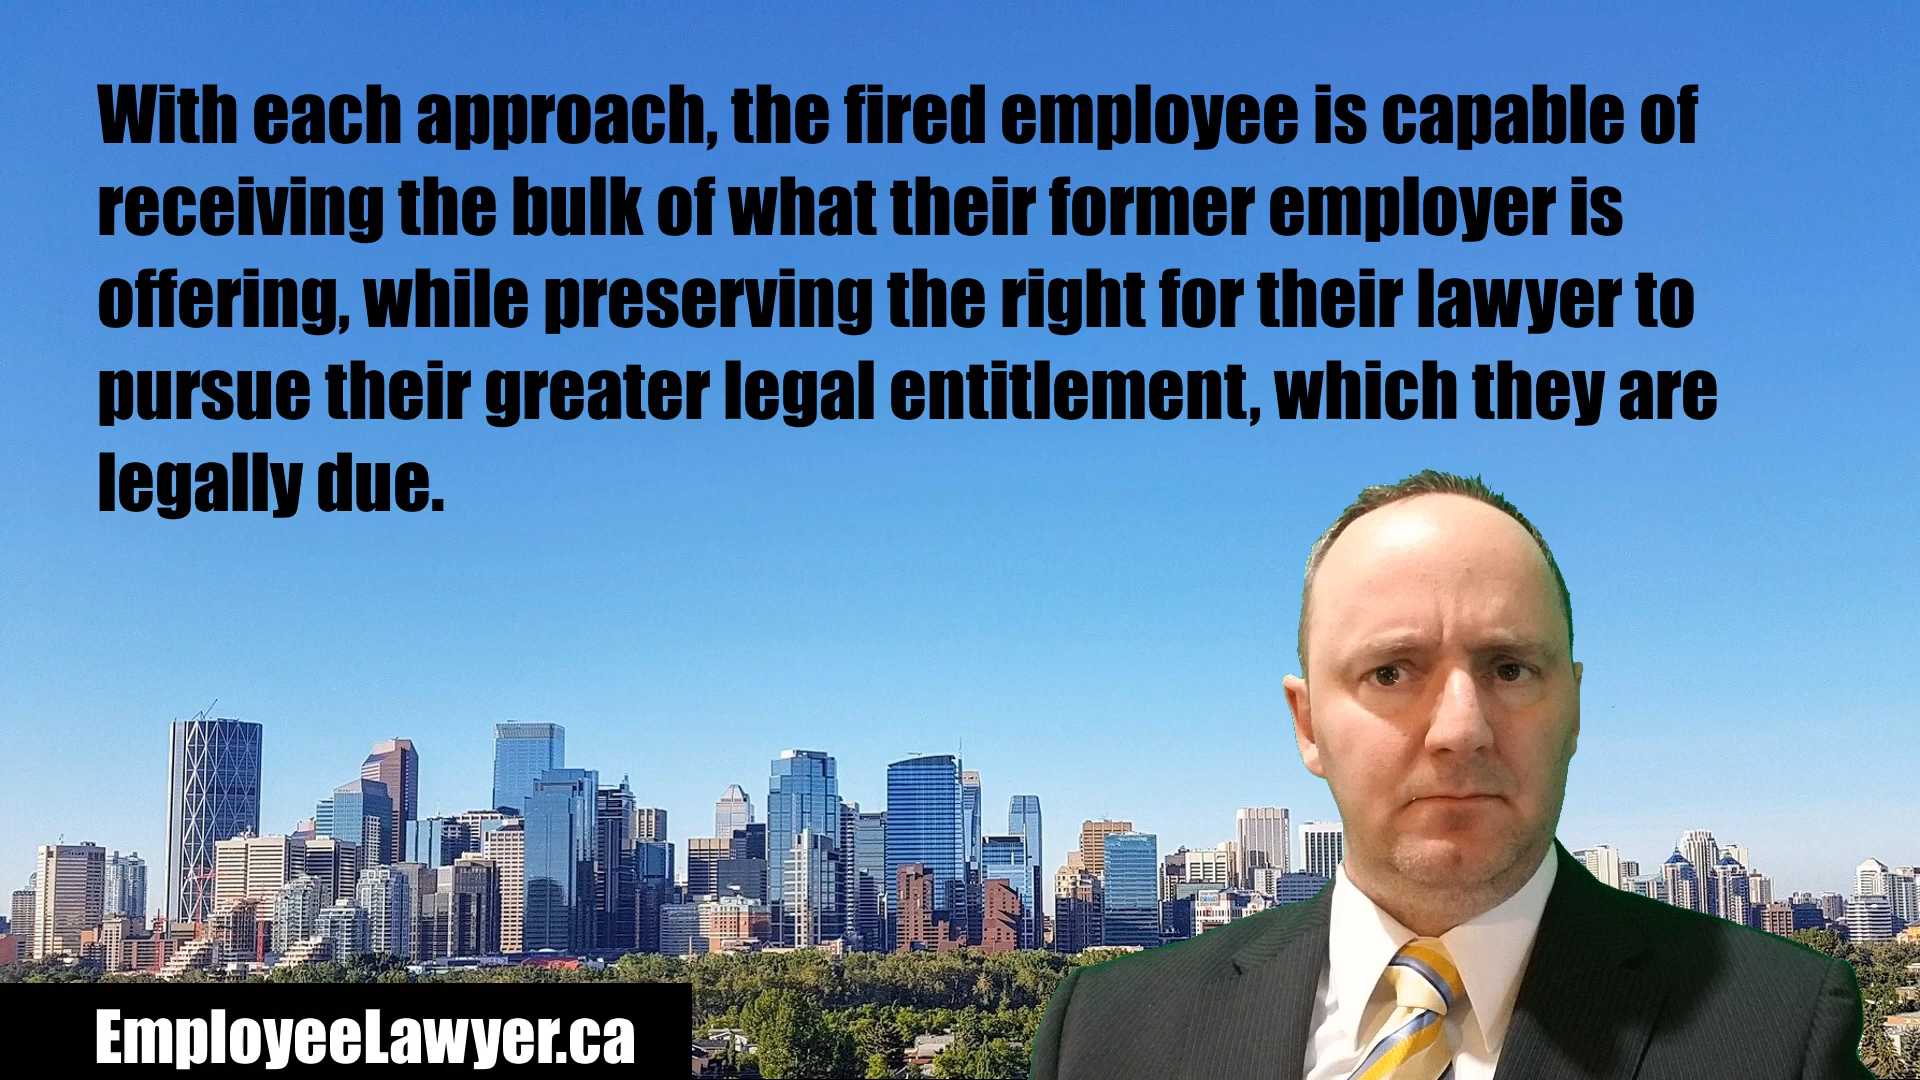 With each approach, the fired employee is capable of
receiving the bulk of what their former employer is
offering, while preserving the right for their lawyer to
pursue their greater legal entitlement, which they are
legally due.
EmployeeLawyer.ca